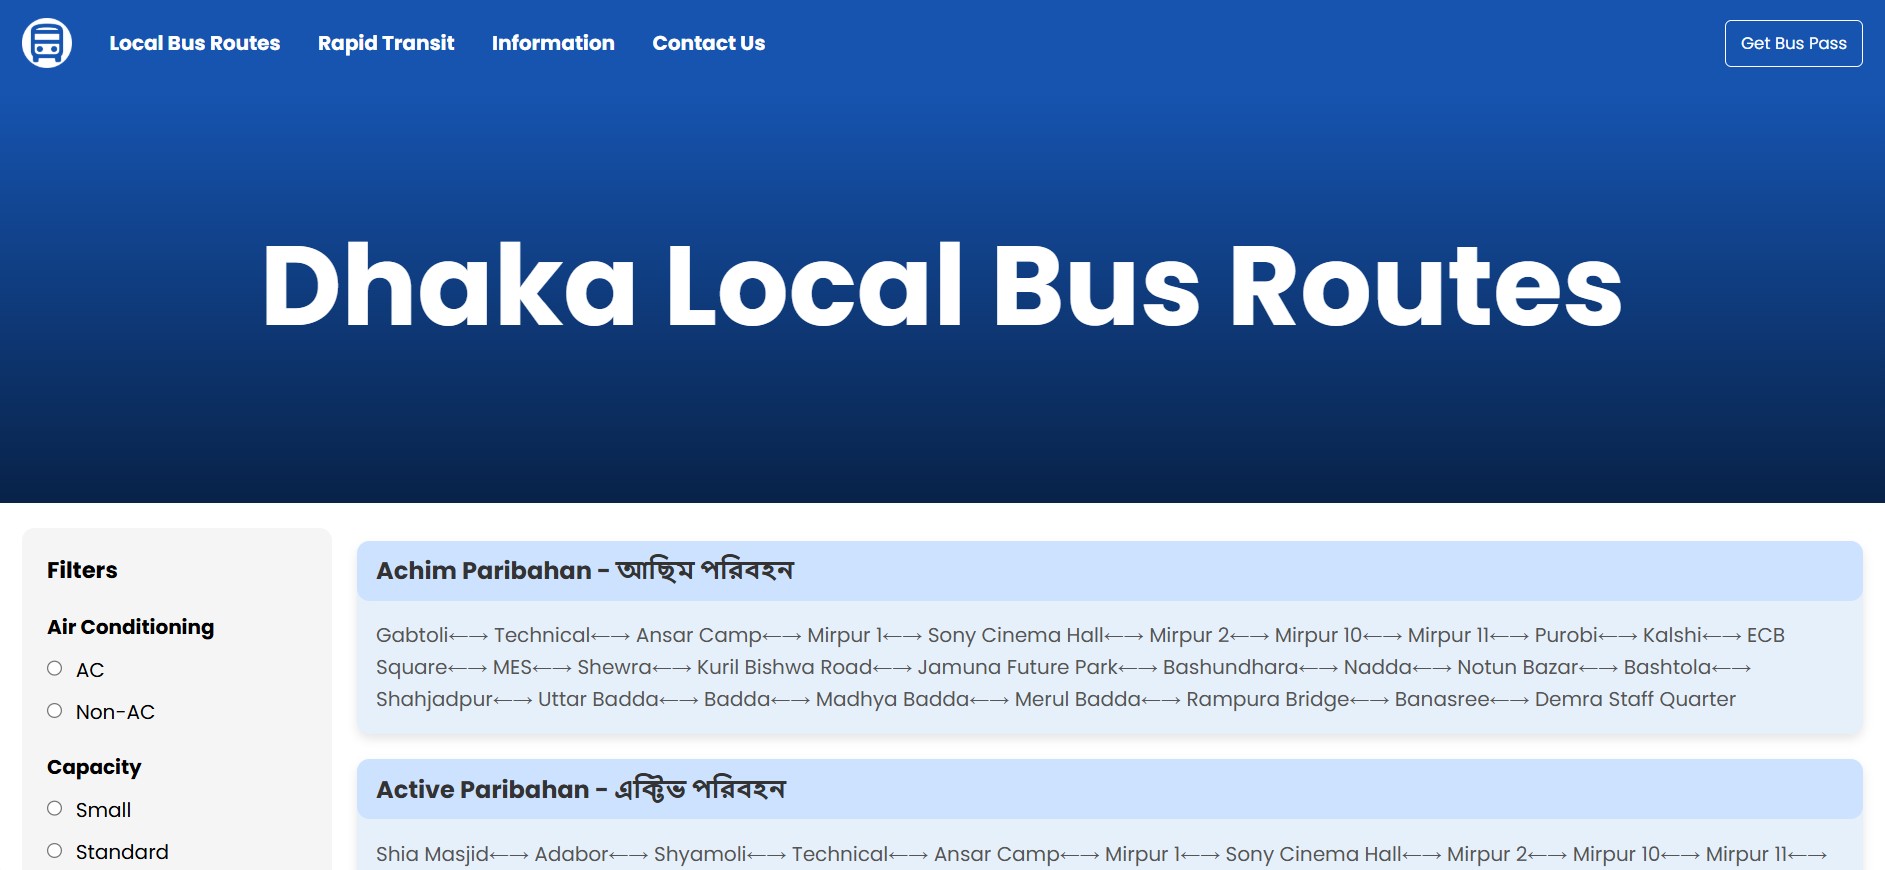 Local Bus Routes Rapid Transit Information Contact Us Get Bus Pass
Dhaka Local Bus Routes
Filters
Air Conditioning
AC
Non-AC
Capacity
Small
Standard
Achim Paribahan - আছিম পরিবহন
Gabtoli←→ Technical←→ Ansar Camp←→ Mirpur 1←→ Sony Cinema Hall←→ Mirpur 2←→ Mirpur 10←→ Mirpur 11←→ Purobi←→ Kalshi←→ ECB
Square←→ MES←→ Shewra←→ Kuril Bishwa Road←→ Jamuna Future Park←→ Bashundhara←→ Nadda←→ Notun Bazar←→ Bashtola←→
Shahjadpur←→ Uttar Badda←→ Badda←→ Madhya Badda←→ Merul Badda←→ Rampura Bridge←→ Banasree←→ Demra Staff Quarter
Active Paribahan - এক্টিভ পরিবহন
Shia Masjid←→ Adabor←→ Shyamoli←→ Technical←→ Ansar Camp←→ Mirpur 1←→ Sony Cinema Hall←→ Mirpur 2←→ Mirpur 10←→ Mirpur 11←→